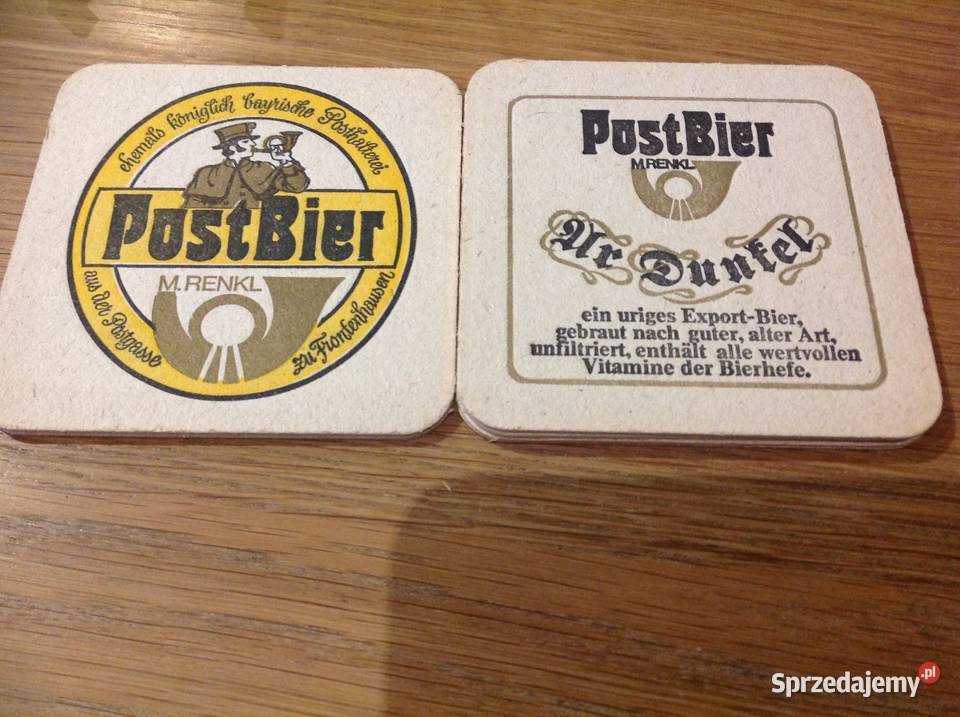 ehemals königlich bayrische Posthalterei
PostBier
M. RENKL
aus der Postgasse
zu Frontenhausen
PostBier
M. RENKL
Ur Dunkel
ein uriges Export-Bier,
gebraut nach guter, alter Art,
unfiltriert, enthält alle wertvollen
Vitamine der Bierhefe.
Sprzedajemy.pl